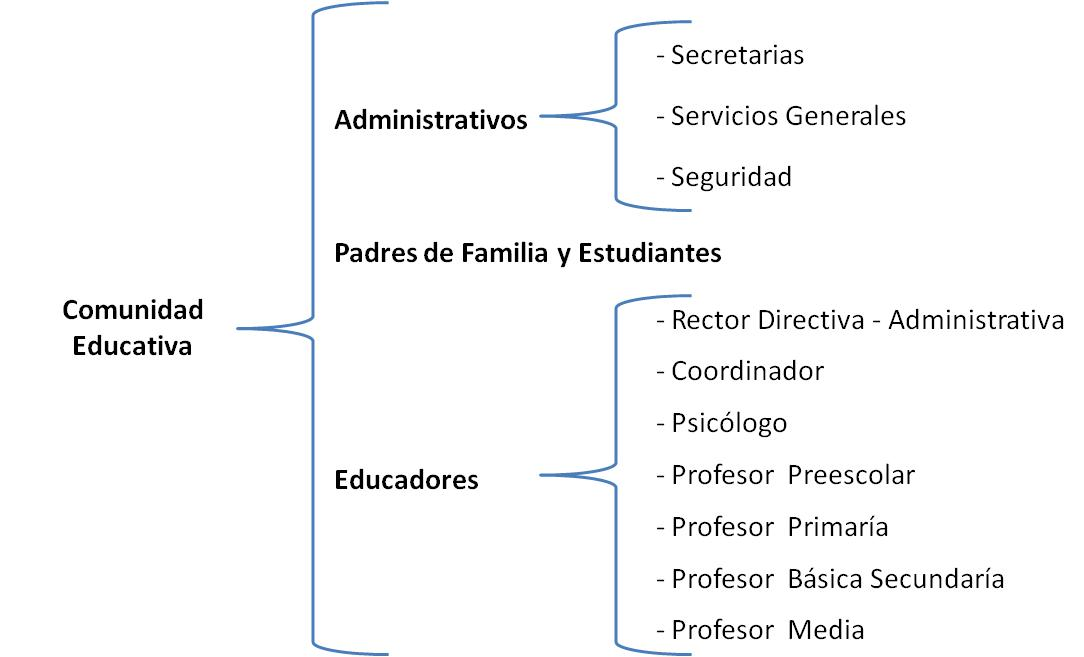 Comunidad
Educativa
Administrativos
- Secretarias
- Servicios Generales
- Seguridad
Padres de Familia y Estudiantes
Educadores
- Rector Directiva - Administrativa
- Coordinador
- Psicólogo
- Profesor  Preescolar
- Profesor  Primaría
- Profesor  Básica Secundaría
- Profesor  Media